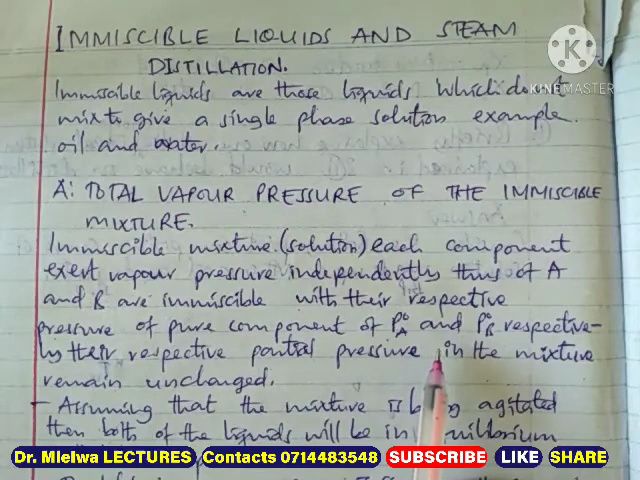 IMMISCIBLE LIQUIDS AND STEAM
DISTILLATION.
KINEMASTER
Immiscible liquids are those liquids which do
mix to give a single phase solution example.
oil and water.
A: TOTAL VAPOUR PRESSURE OF THE IMMISCIBLE
MIXTURE.
Immiscible mixture (solution) each component
exert vapour pressure independently thus of A
and B are immiscible with their respective
pressure of pure component of P°A and P°B respective-
ly their respective partial pressure in the mixture
remain unchanged.
- Assuming that the mixture is being agitated
then both of the liquids will be in equilibrium
Dr. Mlelwa LECTURES Contacts 0714483548 SUBSCRIBE LIKE SHARE